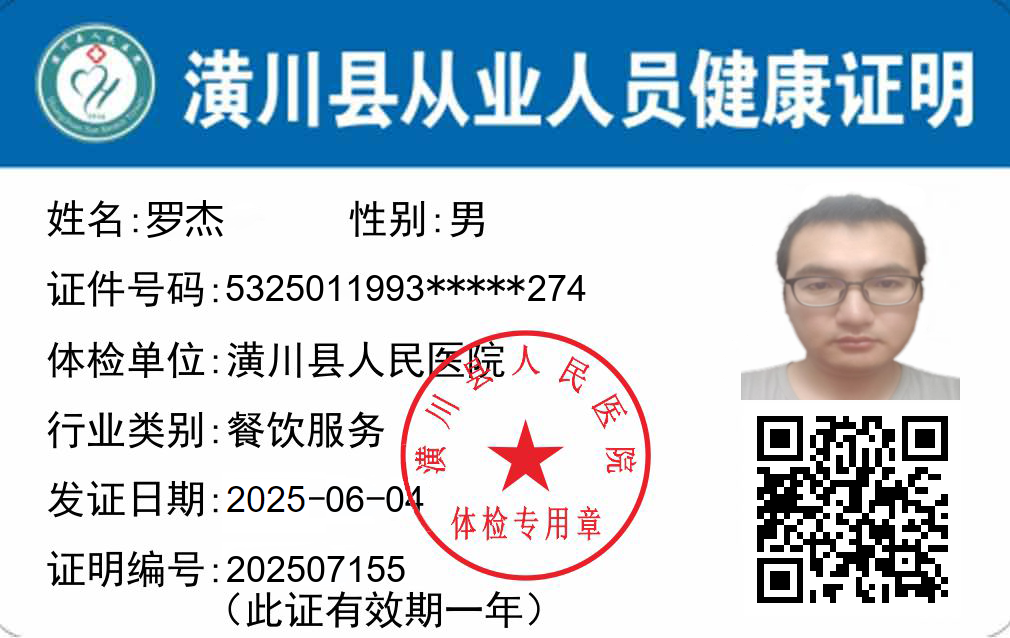 潢川县从业人员健康证明
姓名:罗杰 性别:男
证件号码:5325011993*****274
体检单位:潢川县人民医院
行业类别:餐饮服务
发证日期:2025-06-04
证明编号:202507155
(此证有效期一年)
潢川县人民医院
体检专用章